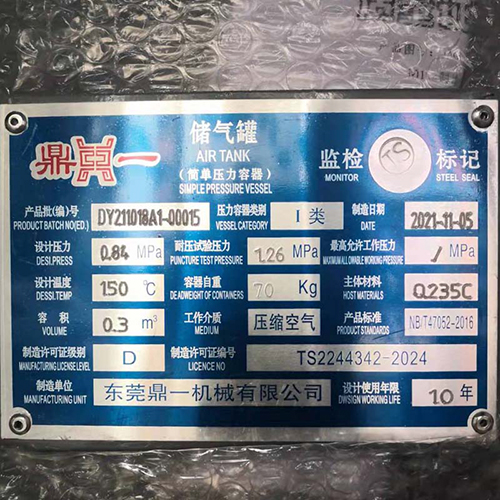 鼎一
储气罐
AIR TANK
(简单压力容器)
SIMPLE PRESSURE VESSEL
监检
MONITOR
TS
标记
STEEL SEAL
产品批(编)号
PRODUCT BATCH NO(ED.)
DY211018A1-00015
压力容器类别
VESSEL CATEGORY
I 类
制造日期
DATE
2021-11-05
设计压力
DESI.PRESS
0.84 MPa
耐压试验压力
PUNCTURE TEST PRESSURE
1.26 MPa
最高允许工作压力
MAXIMUM ALLOWABLE WORKING PRESSURE
/ MPa
设计温度
DESSI.TEMP
150 ℃
容器自重
DEADWEIGHT OF CONTAINERS
70 Kg
主体材料
HOST MATERIALS
Q235C
容 积
VOLUME
0.3 m³
工作介质
MEDIUM
压缩空气
产品标准
PRODUCT STANDARDS
NB/T47052-2016
制造许可证级别
MANUFACTURING LICENSE LEVEL
D
制造许可证编号
LICENCE NO
TS2244342-2024
制造单位
MANUFACTURING UNIT
东莞鼎一机械有限公司
设计使用年限
DWSIGN WORKING LIFE
10 年